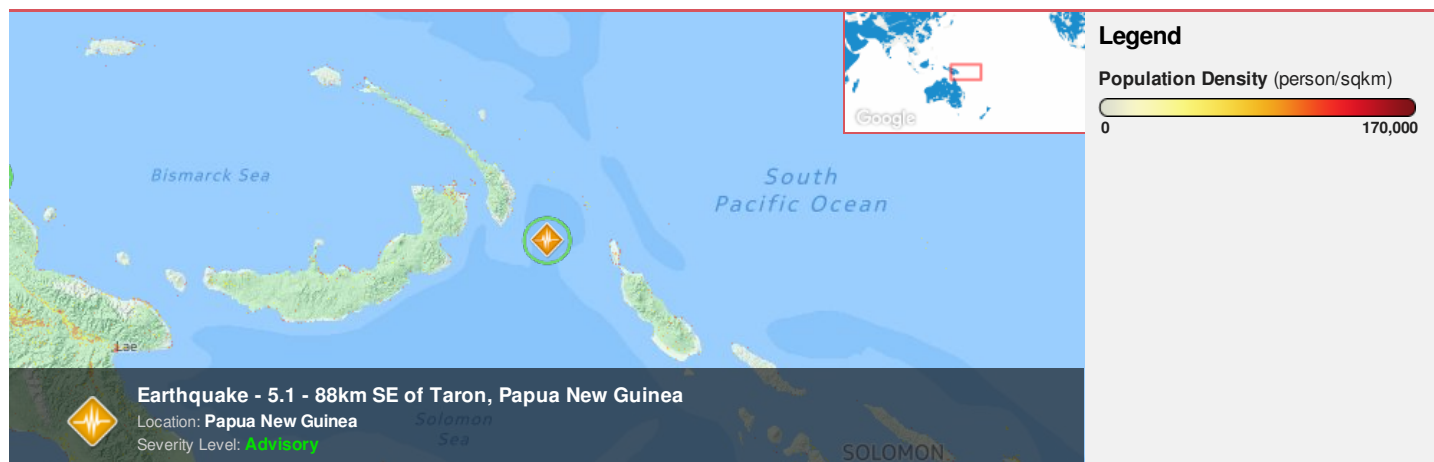 Google
Bismarck Sea
South
Pacific Ocean
Lae
Earthquake - 5.1 - 88km SE of Taron, Papua New Guinea
Location: Papua New Guinea
Severity Level: Advisory
Solomon
Sea
SOLOMON
Legend
Population Density (person/sqkm)
0
170,000